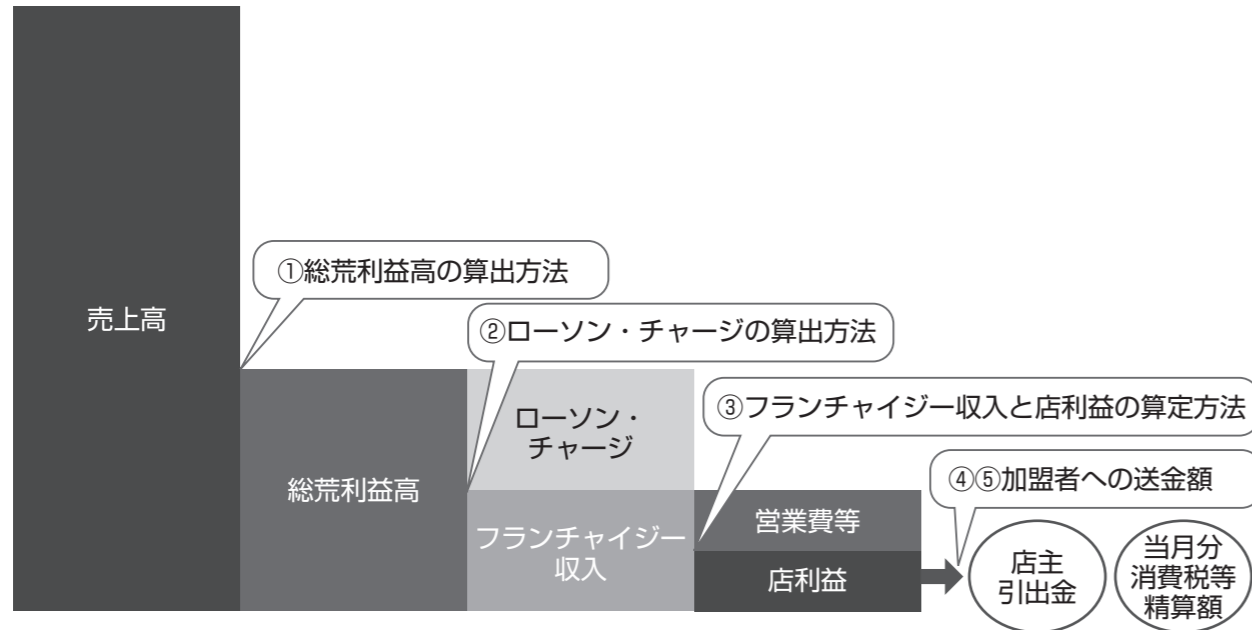 売上高
①総荒利益高の算出方法
総荒利益高
②ローソン・チャージの算出方法
ローソン・
チャージ
フランチャイジー
収入
③フランチャイジー収入と店利益の算定方法
営業費等
店利益
④⑤加盟者への送金額
店主
引出金
当月分
消費税等
精算額